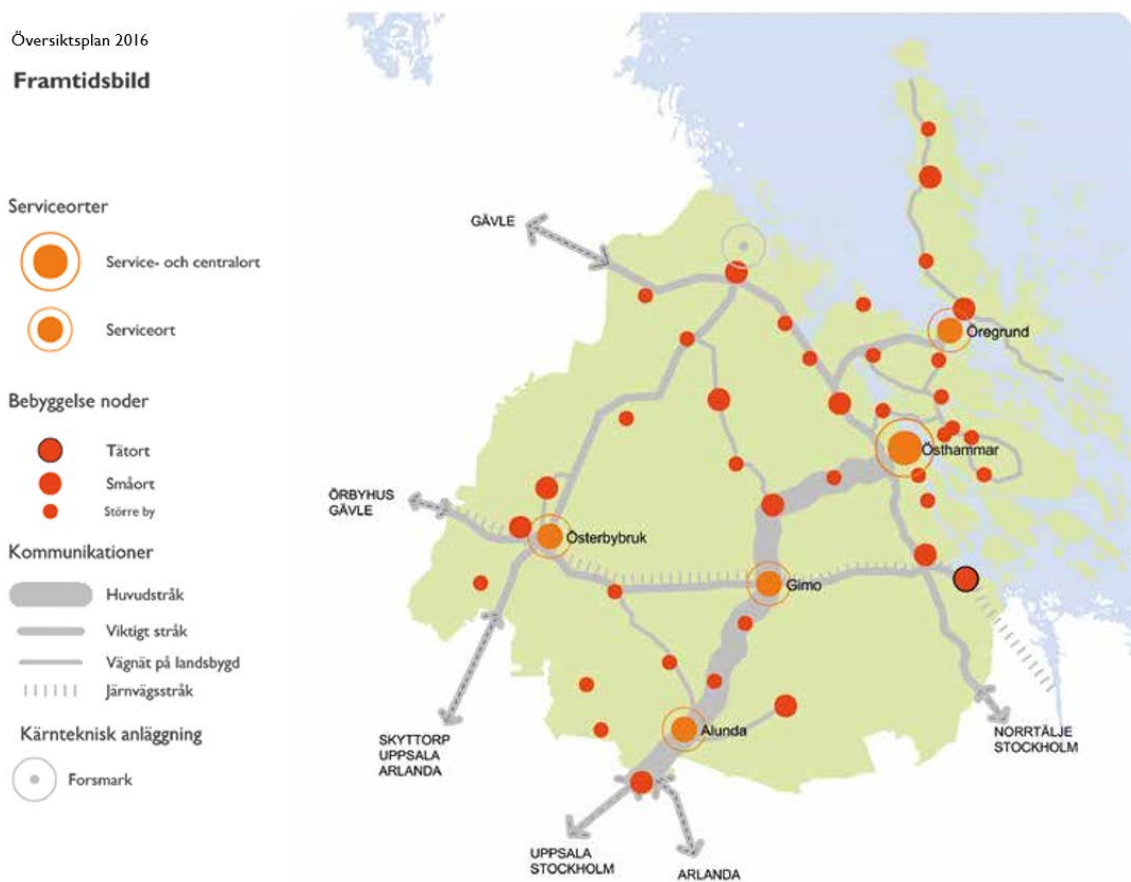 Översiktsplan 2016
Framtidsbild
Serviceorter
Service- och centralort
Serviceort
Bebyggelse noder
Tätort
Småort
Större by
Kommunikationer
Huvudstråk
Viktigt stråk
Vägnät på landsbygd
Järnvägsstråk
Kärnteknisk anläggning
Forsmark
GÄVLE
Öregrund
Östhammar
ÖRBYHUS
GÄVLE
Österbybruk
Gimo
Alunda
SKYTTORP
UPPSALA
ARLANDA
NORRTÄLJE
STOCKHOLM
UPPSALA
STOCKHOLM
ARLANDA